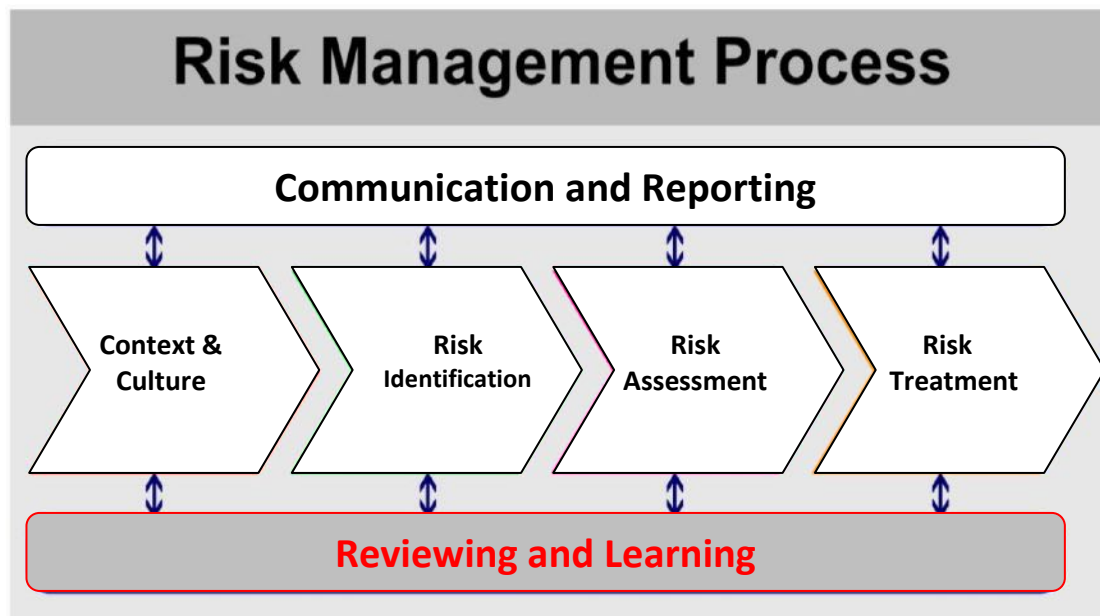 Risk Management Process
Communication and Reporting
Context &
Culture
Risk
Identification
Risk
Assessment
Risk
Treatment
Reviewing and Learning